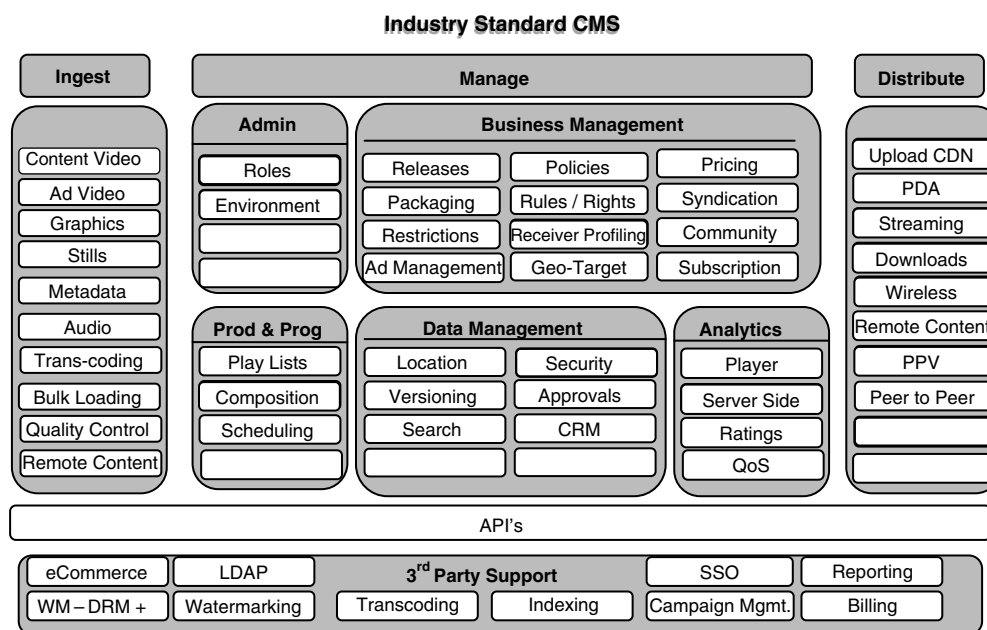 Industry Standard CMS
Ingest
Manage
Distribute
Content Video
Ad Video
Graphics
Stills
Metadata
Audio
Trans-coding
Bulk Loading
Quality Control
Remote Content
Admin
Roles
Environment
Business Management
Releases
Policies
Pricing
Packaging
Rules / Rights
Syndication
Restrictions
Receiver Profiling
Community
Ad Management
Geo-Target
Subscription
Prod & Prog
Play Lists
Composition
Scheduling
Data Management
Location
Security
Versioning
Approvals
Search
CRM
Analytics
Player
Server Side
Ratings
QoS
Upload CDN
PDA
Streaming
Downloads
Wireless
Remote Content
PPV
Peer to Peer
API's
eCommerce
LDAP
3rd Party Support
SSO
Reporting
WM – DRM +
Watermarking
Transcoding
Indexing
Campaign Mgmt.
Billing